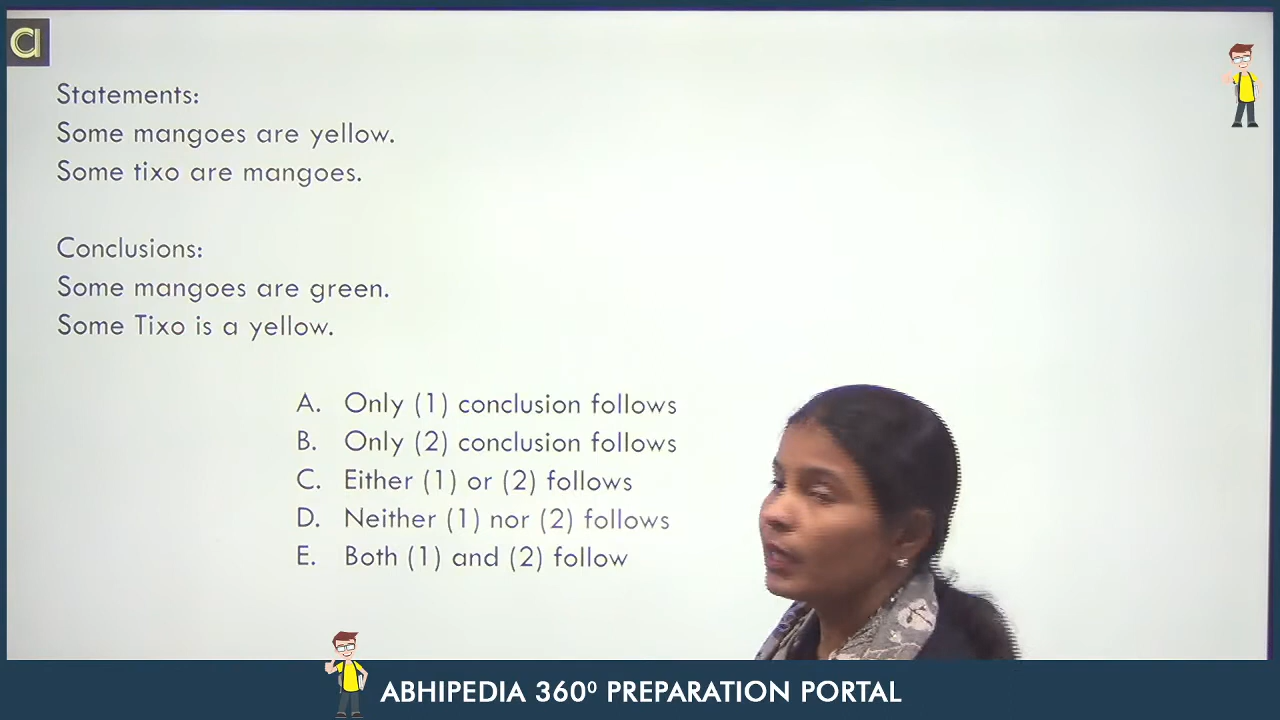 a
Statements:
Some mangoes are yellow.
Some tixo are mangoes.
Conclusions:
Some mangoes are green.
Some Tixo is a yellow.
A. Only (1) conclusion follows
B. Only (2) conclusion follows
C. Either (1) or (2) follows
D. Neither (1) nor (2) follows
E. Both (1) and (2) follow
ABHIPEDIA 360⁰ PREPARATION PORTAL